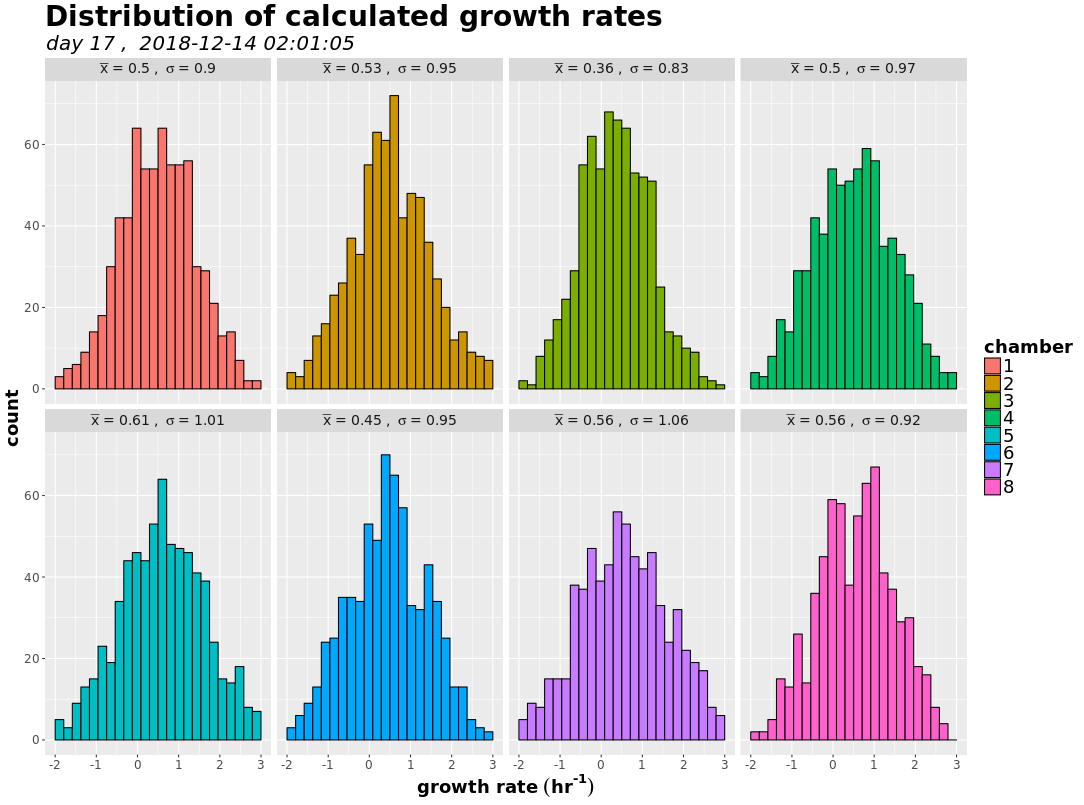 Distribution of calculated growth rates
day 17 ,  2018-12-14 02:01:05
x̅ = 0.5 ,  σ = 0.9
x̅ = 0.53 ,  σ = 0.95
x̅ = 0.36 ,  σ = 0.83
x̅ = 0.5 ,  σ = 0.97
60
40
20
0
count
x̅ = 0.61 ,  σ = 1.01
x̅ = 0.45 ,  σ = 0.95
x̅ = 0.56 ,  σ = 1.06
x̅ = 0.56 ,  σ = 0.92
60
40
20
0
-2 -1 0 1 2 3
-2 -1 0 1 2 3
-2 -1 0 1 2 3
-2 -1 0 1 2 3
growth rate (hr⁻¹)
chamber
1
2
3
4
5
6
7
8